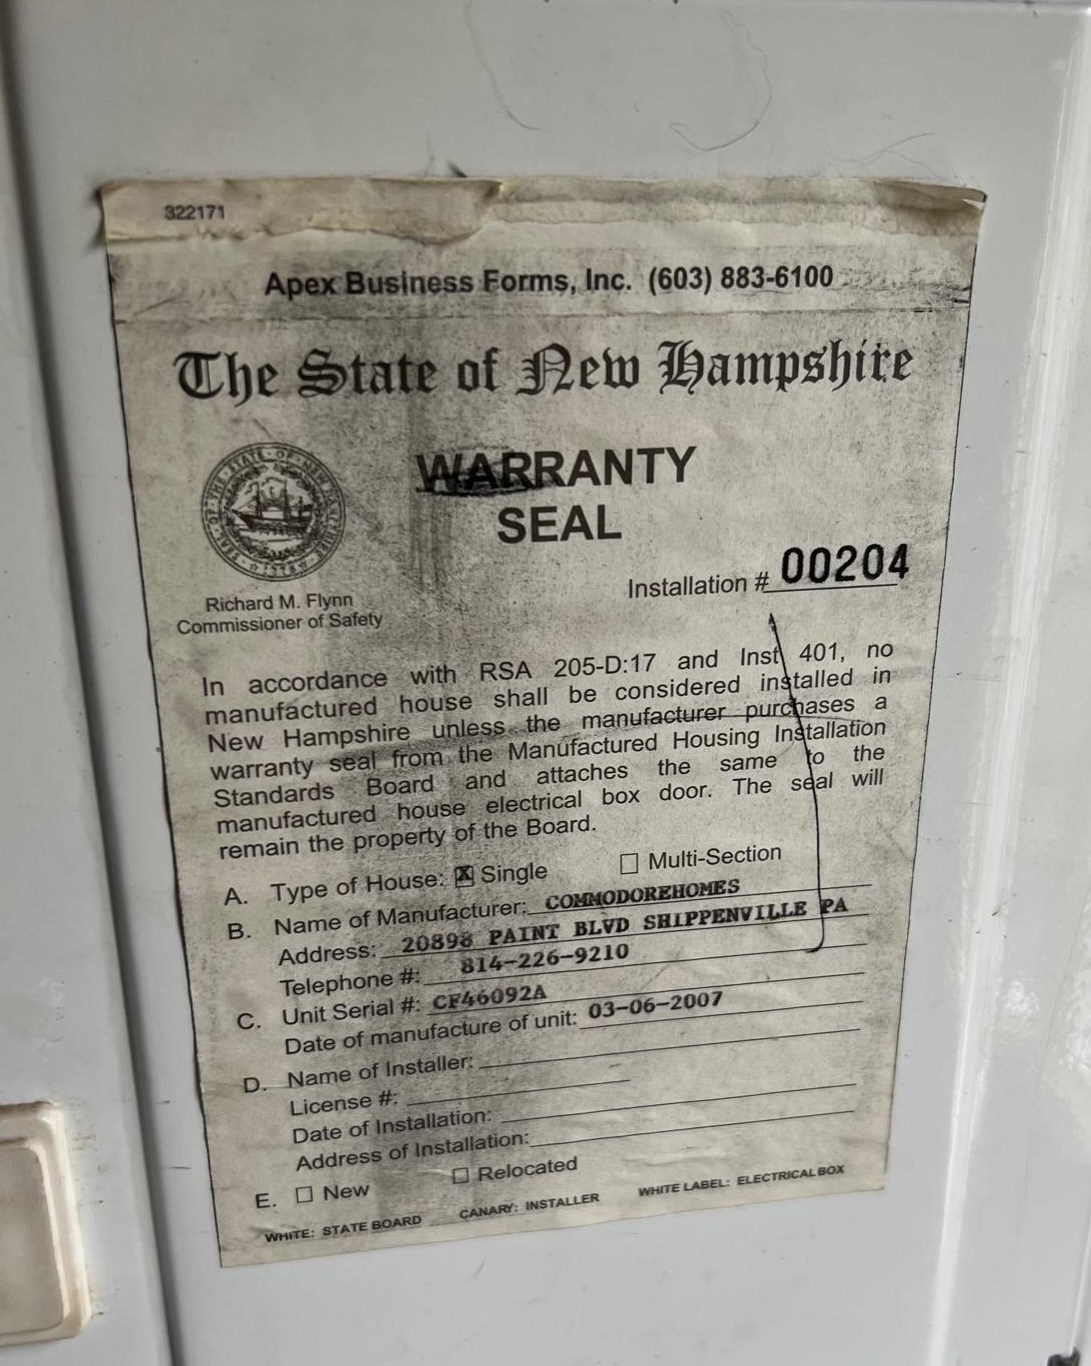 322171
Apex Business Forms, Inc. (603) 883-6100
The State of New Hampshire
WARRANTY
SEAL
Installation # 00204
Richard M. Flynn
Commissioner of Safety
In accordance with RSA 205-D:17 and Inst 401, no
manufactured house shall be considered installed in
New Hampshire unless the manufacturer purchases a
warranty seal from the Manufactured Housing Installation
Standards Board and attaches the same to the
manufactured house electrical box door. The seal will
remain the property of the Board.
A. Type of House: ☒ Single ☐ Multi-Section
B. Name of Manufacturer: COMMODOREHOMES
Address: 20898 PAINT BLVD SHIPPENVILLE PA
Telephone #: 814-226-9210
C. Unit Serial #: CF46092A
Date of manufacture of unit: 03-06-2007
D. Name of Installer:
License #:
Date of Installation:
Address of Installation:
E. ☐ New ☐ Relocated
WHITE: STATE BOARD CANARY: INSTALLER WHITE LABEL: ELECTRICAL BOX